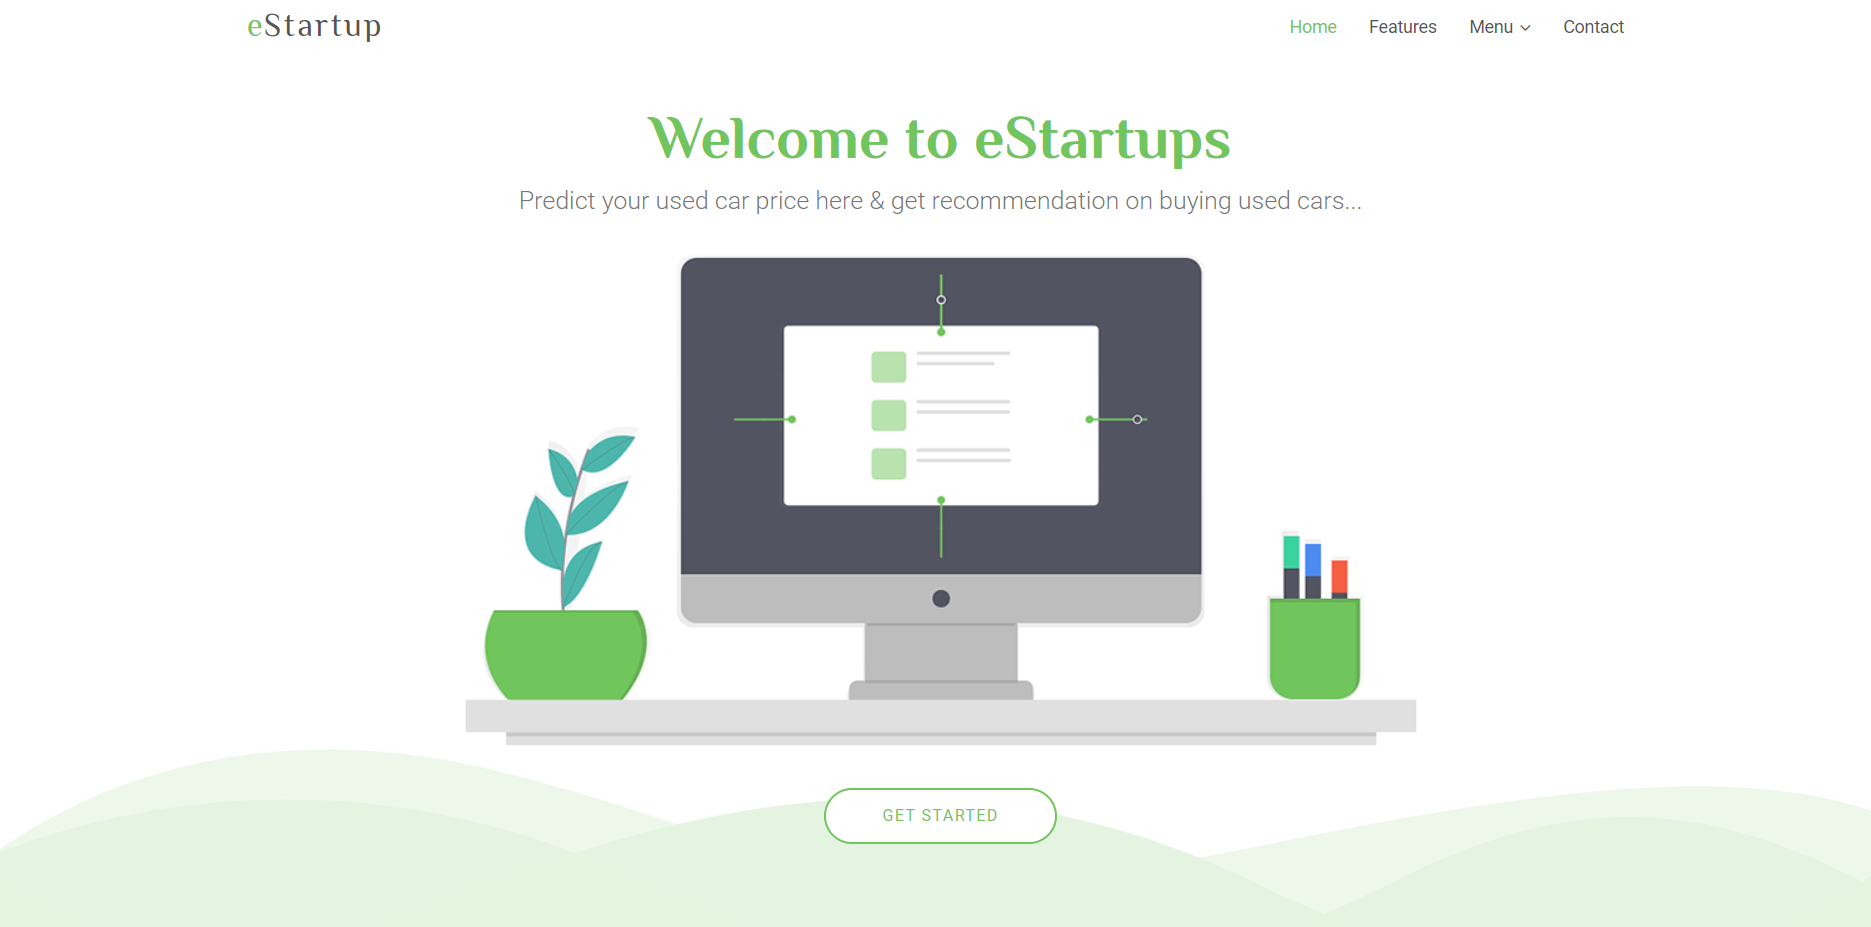 eStartup
Home Features Menu Contact
Welcome to eStartups
Predict your used car price here & get recommendation on buying used cars...
GET STARTED